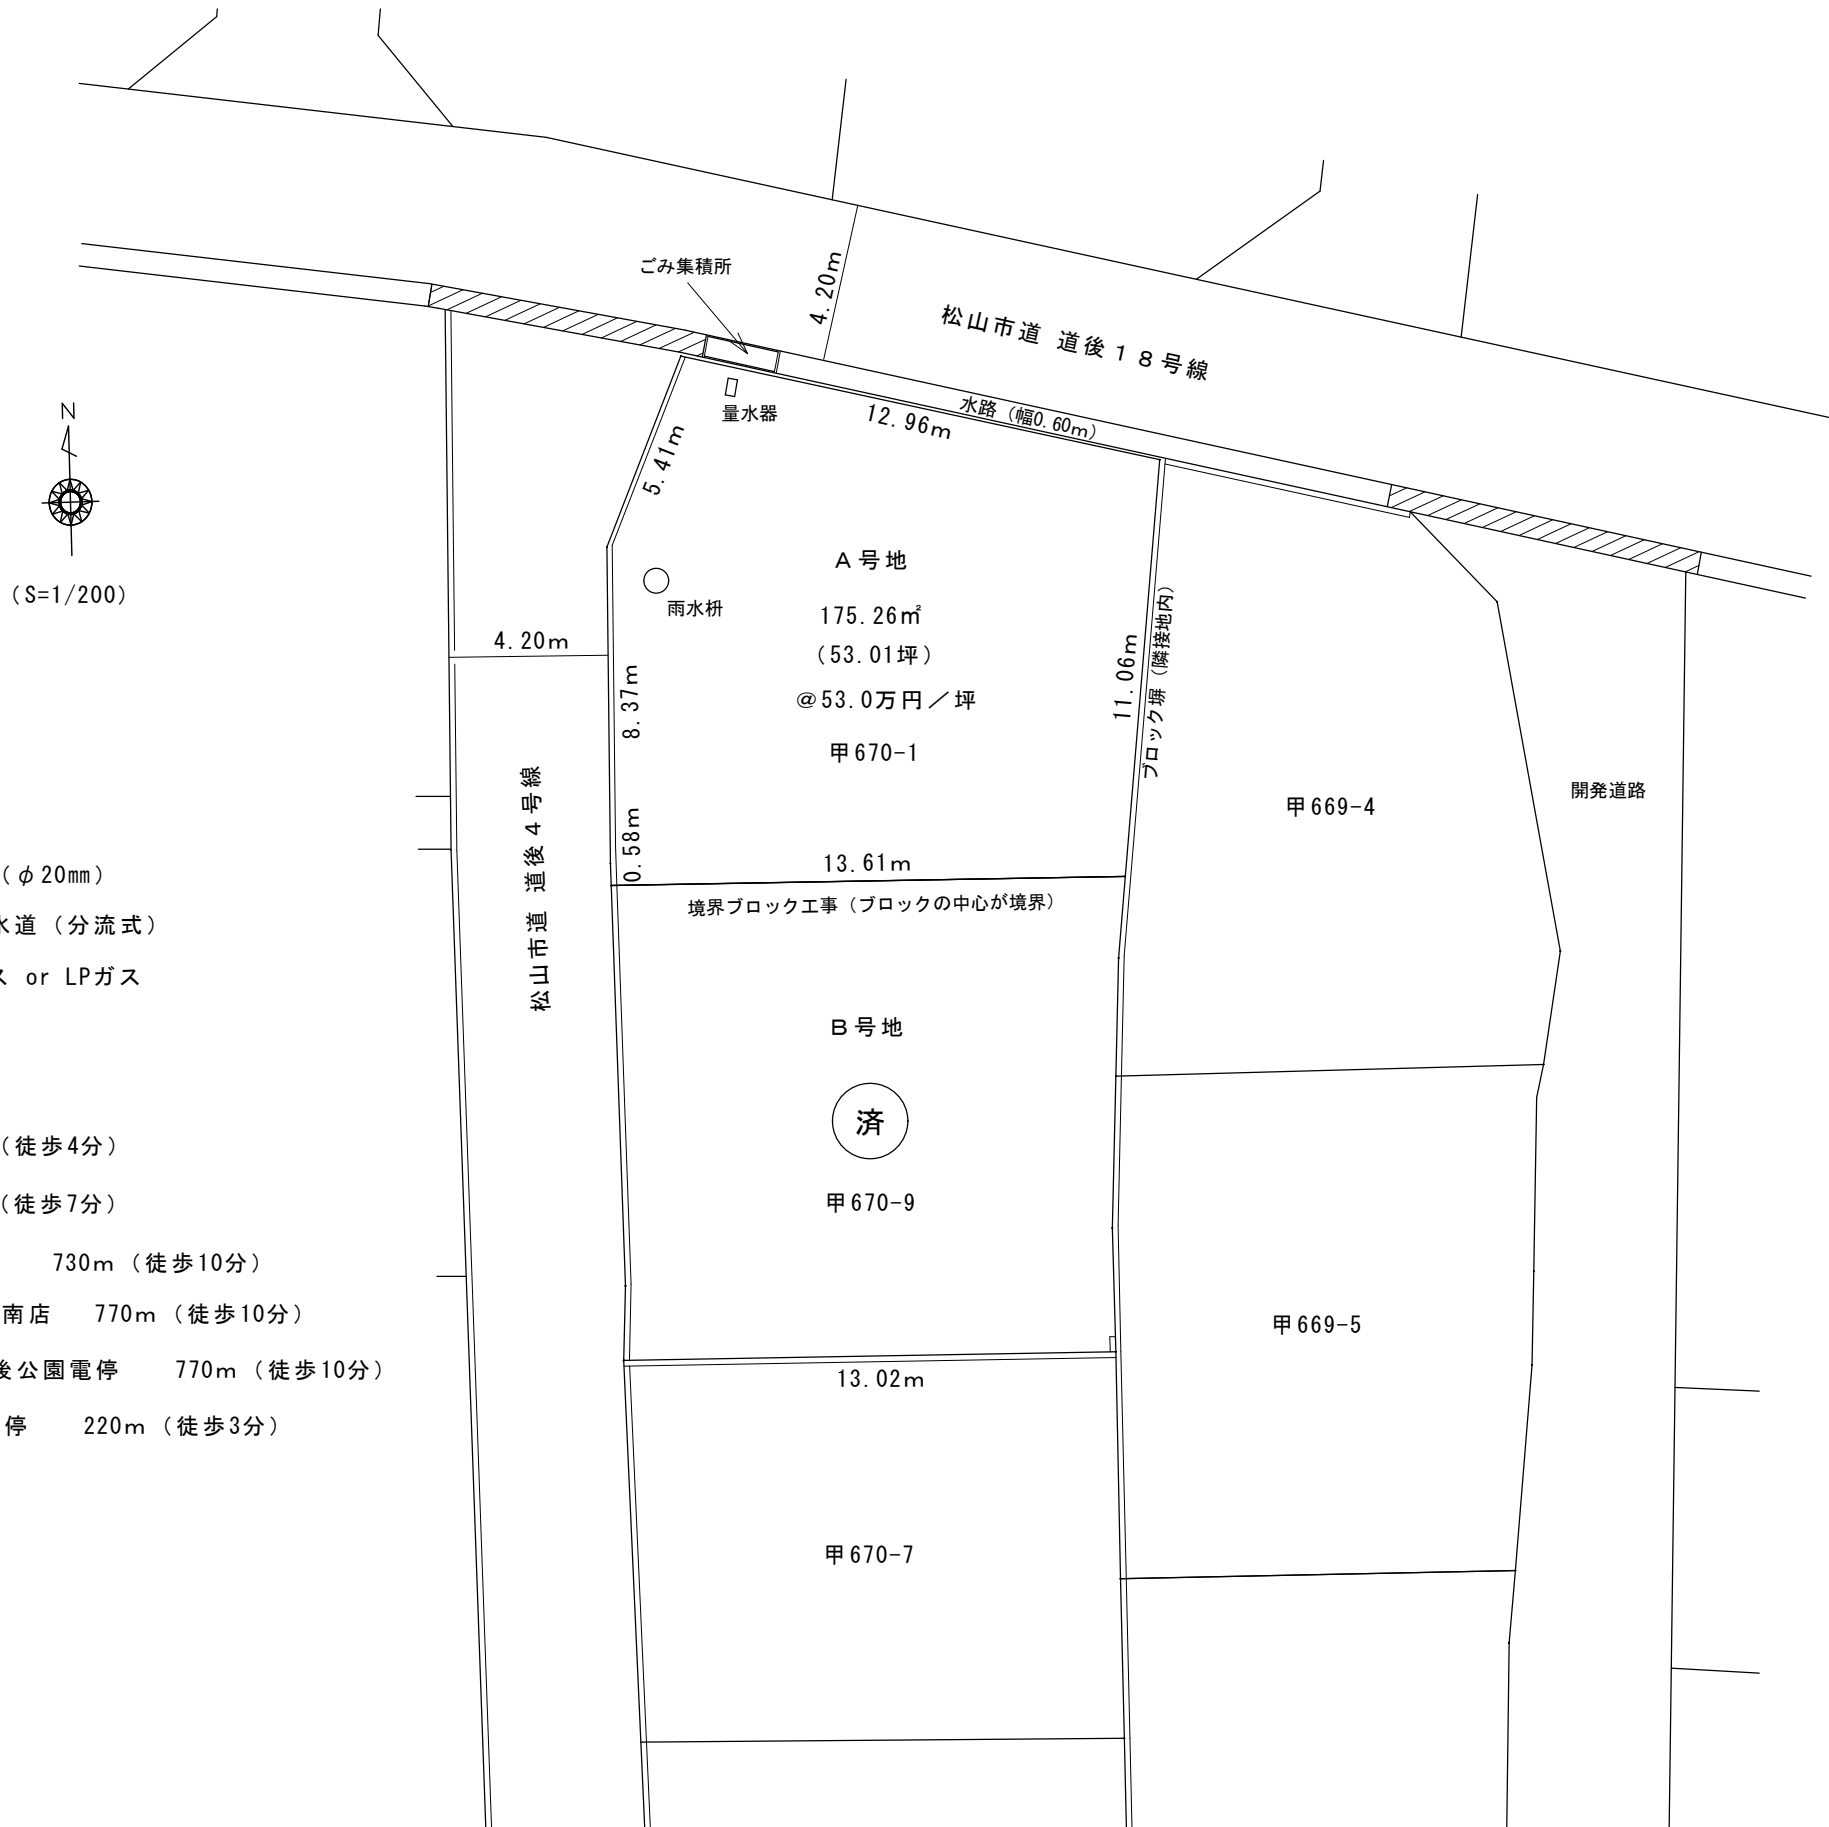 ごみ集積所
4.20m
松山市道 道後18号線
水路（幅0.60m）
量水器
12.96m
5.41m
N
（S=1/200）
雨水枡
A号地
175.26㎡
（53.01坪）
@53.0万円／坪
甲670-1
4.20m
8.37m
0.58m
11.06m
ブロック塀（隣接地内）
松山市道 道後4号線
13.61m
境界ブロック工事（ブロックの中心が境界）
甲669-4
開発道路
（φ20㎜）
水道（分流式）
ス or LPガス
B号地
済
甲670-9
（徒歩4分）
（徒歩7分）
730m（徒歩10分）
南店 770m（徒歩10分）
後公園電停 770m（徒歩10分）
停 220m（徒歩3分）
13.02m
甲669-5
甲670-7